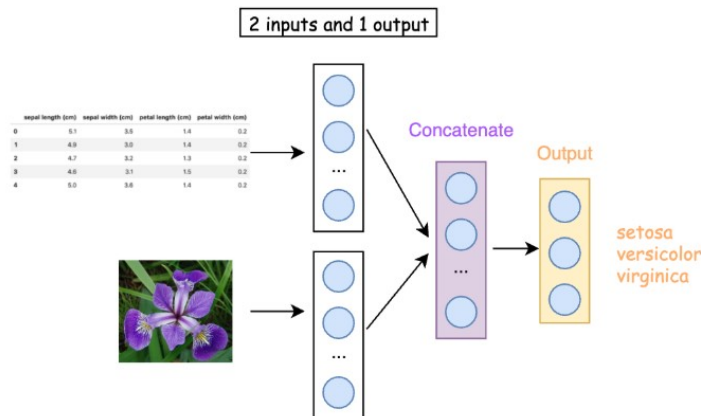 2 inputs and 1 output
sepal length (cm) sepal width (cm) petal length (cm) petal width (cm)
0 5.1 3.5 1.4 0.2
1 4.9 3.0 1.4 0.2
2 4.7 3.2 1.3 0.2
3 4.6 3.1 1.5 0.2
4 5.0 3.6 1.4 0.2
...
Concatenate
...
Output
setosa
versicolor
virginica
...